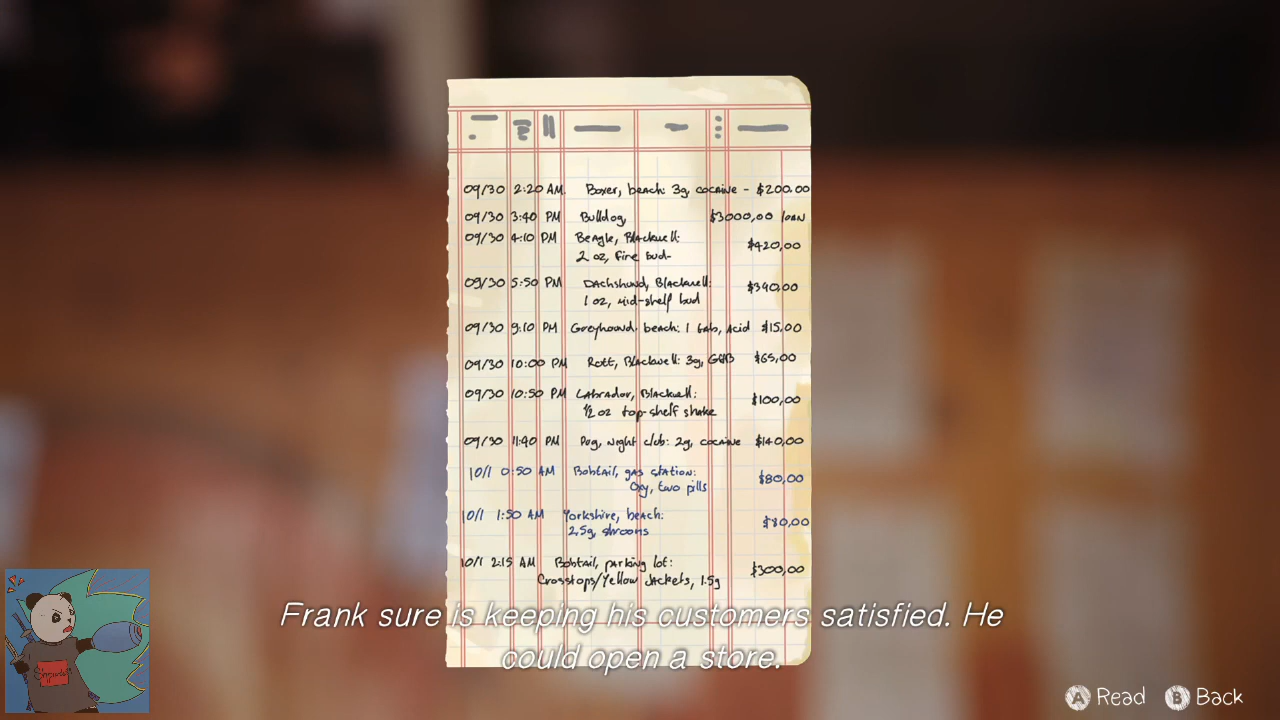 09/30 2:20 AM. Boxer, beach: 3g, cocaine - $200.00
09/30 3:40 PM Bulldog, $3000,00 loan
09/30 4:10 PM Beagle, Blackwell: $420,00
2 oz, fire bud-
09/30 5:50 PM Dachshund, Blackwell: $340,00
1 oz, mid-shelf bud
09/30 9:10 PM Greyhound, beach: 1 tab, acid $15,00
09/30 10:00 PM Rott, Blackwell: 3g, GHB $65,00
09/30 10:50 PM Labrador, Blackwell: $100,00
1/2 oz top-shelf shake
09/30 11:40 PM Pug, night club: 2g, cocaine $140,00
10/1 0:50 AM Bobtail, gas station: $80,00
Oxy, two pills
10/1 1:50 AM Yorkshire, beach: $80,00
2,5g, shrooms
10/1 2:15 AM Bobtail, parking lot: $300,00
Crosstops/Yellow Jackets, 1.5g
Frank sure is keeping his customers satisfied. He
could open a store.
A Read B Back